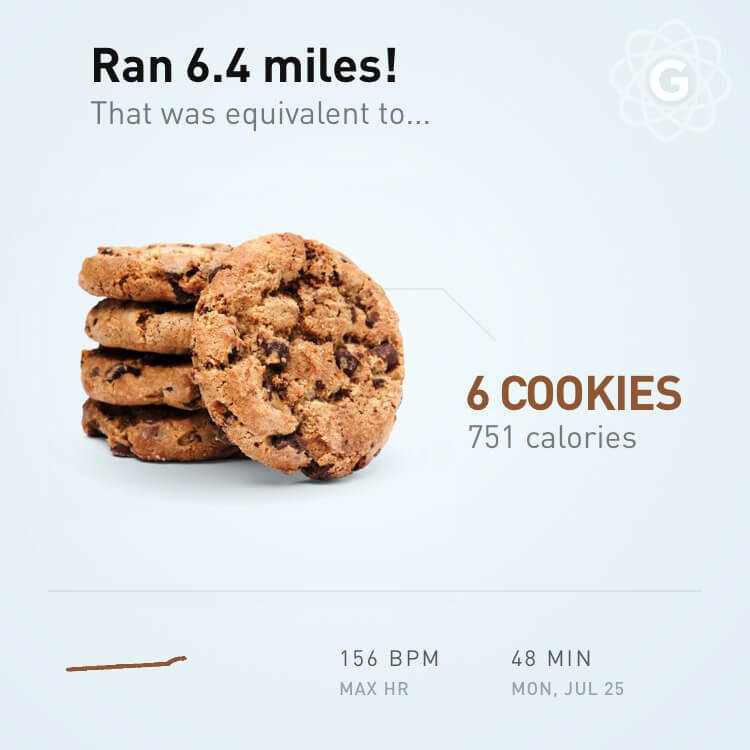 Ran 6.4 miles!
That was equivalent to...
G
6 COOKIES
751 calories
156 BPM
MAX HR
48 MIN
MON, JUL 25